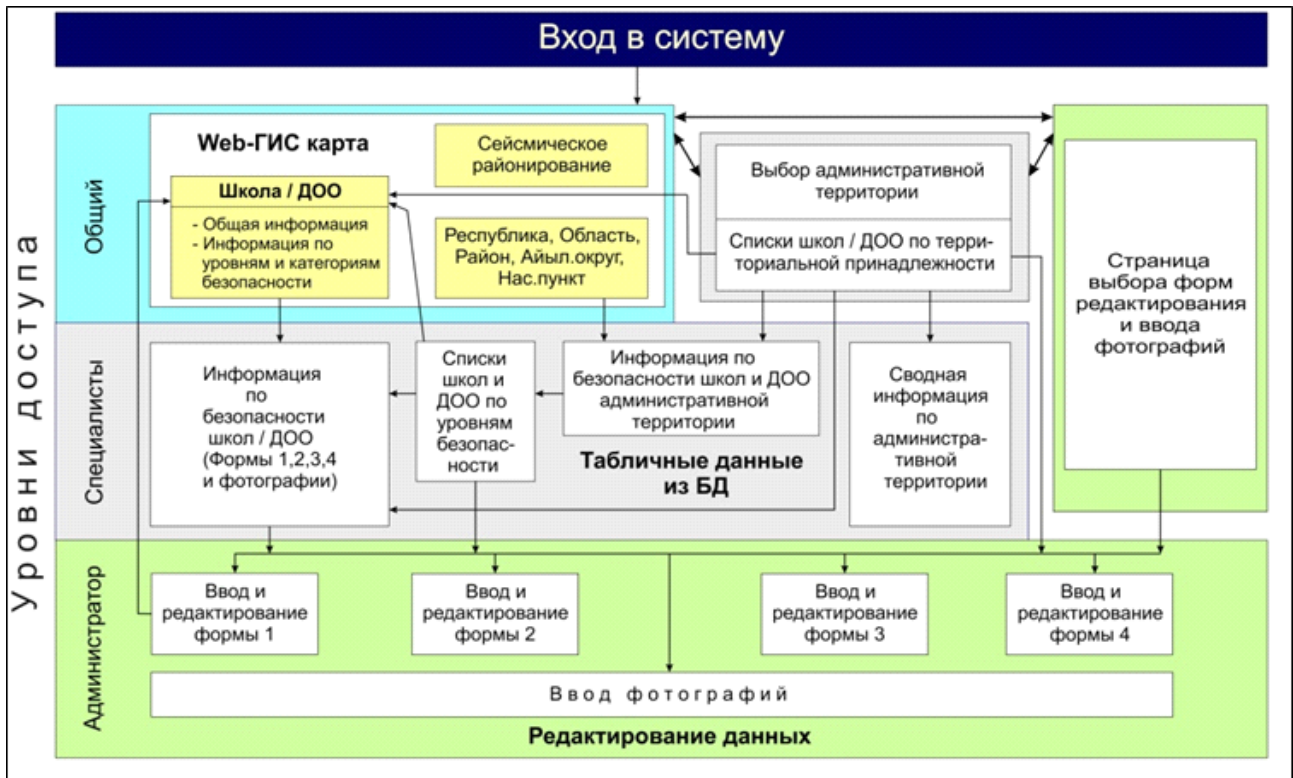 Вход в систему
Уровни доступа
Общий
Web-ГИС карта
Сейсмическое
районирование
Школа / ДОО
- Общая информация
- Информация по
уровням и категориям
безопасности
Республика, Область,
Район, Айыл.округ,
Нас.пункт
Выбор административной
территории
Списки школ / ДОО по терри-
ториальной принадлежности
Страница
выбора форм
редактирования
и ввода
фотографий
Специалисты
Информация
по
безопасности
школ / ДОО
(Формы 1,2,3,4
и фотографии)
Списки
школ и
ДОО по
уровням
безопас-
ности
Информация по
безопасности школ и ДОО
административной
территории
Табличные данные
из БД
Сводная
информация
по
администра-
тивной
территории
Администратор
Ввод и
редактирование
формы 1
Ввод и
редактирование
формы 2
Ввод и
редактирование
формы 3
Ввод и
редактирование
формы 4
Ввод фотографий
Редактирование данных